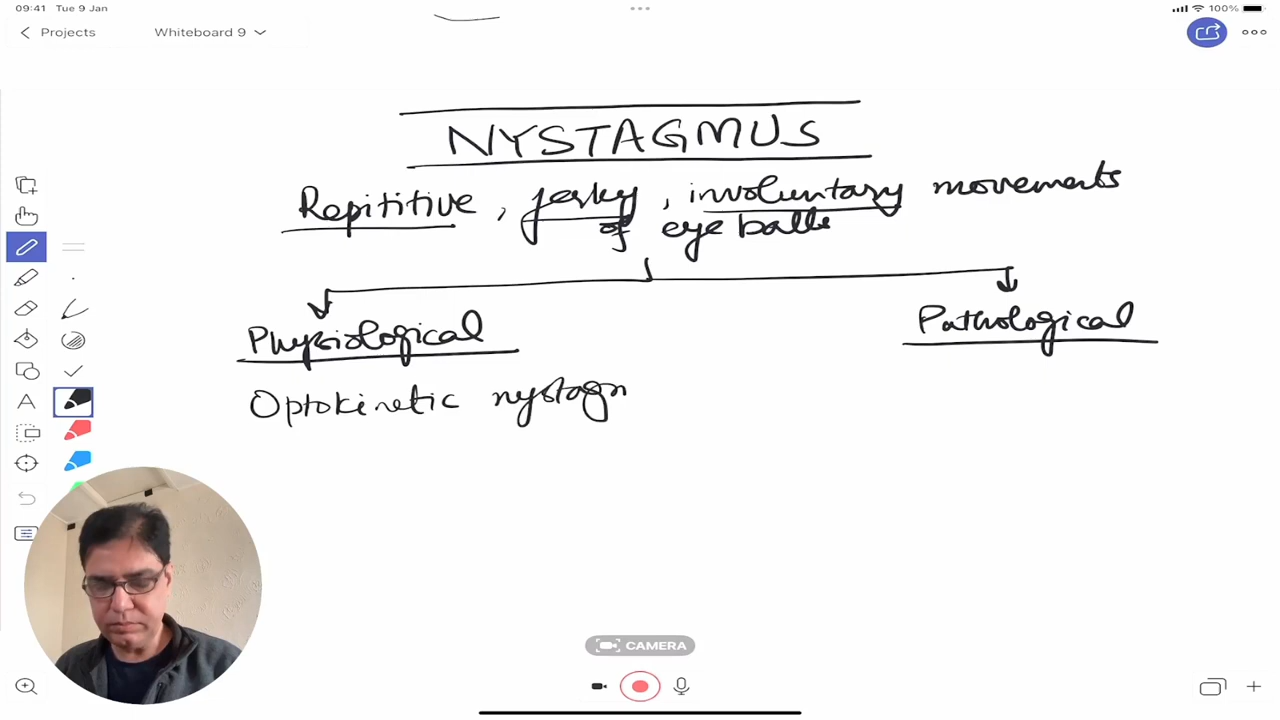 09:41 Tue 9 Jan
100%
Projects
Whiteboard 9
NYSTAGMUS
Repititive, jerky, involuntary movements
of eye balls
Physiological
Pathological
Optokinetic nystagn
A
CAMERA